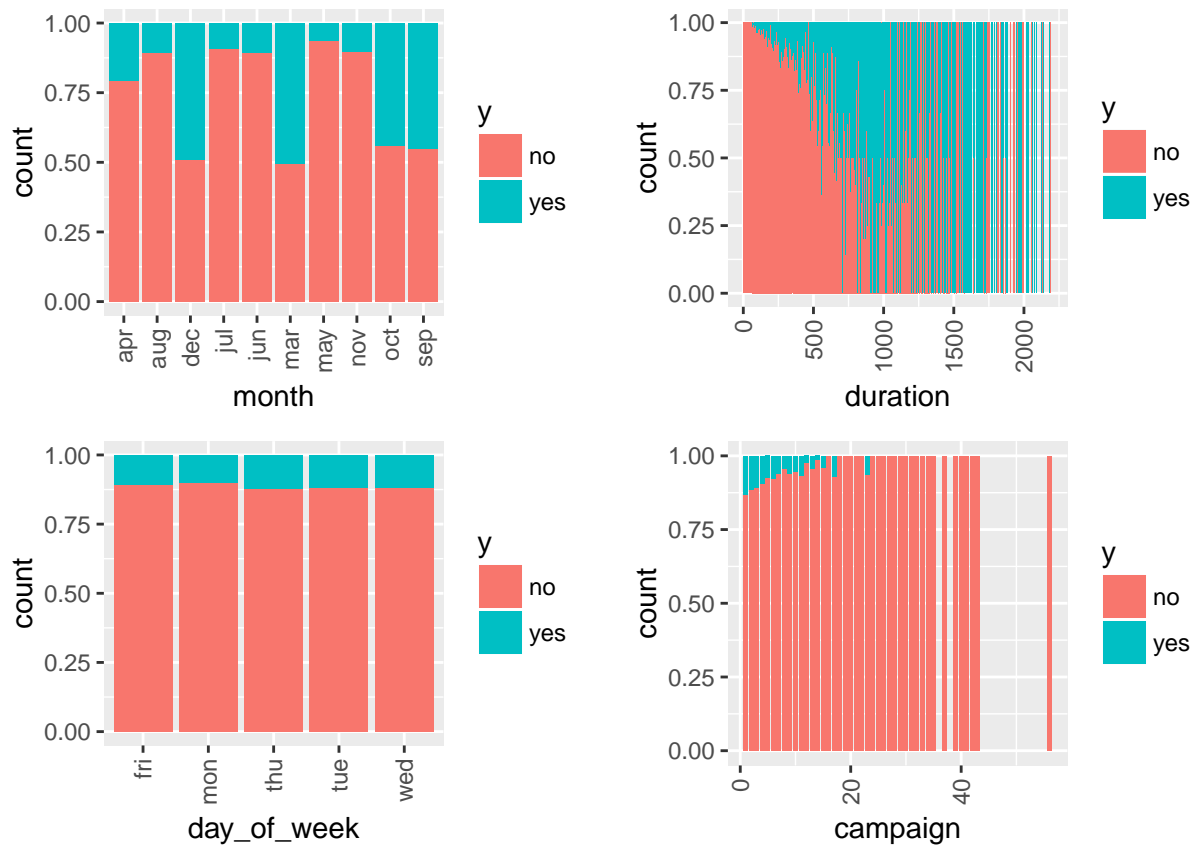 count
1.00
0.75
0.50
0.25
0.00
apr
aug
dec
jul
jun
mar
may
nov
oct
sep
month
y
no
yes
count
1.00
0.75
0.50
0.25
0.00
0
500
1000
1500
2000
duration
y
no
yes
count
1.00
0.75
0.50
0.25
0.00
fri
mon
thu
tue
wed
day_of_week
y
no
yes
count
1.00
0.75
0.50
0.25
0.00
0
20
40
campaign
y
no
yes